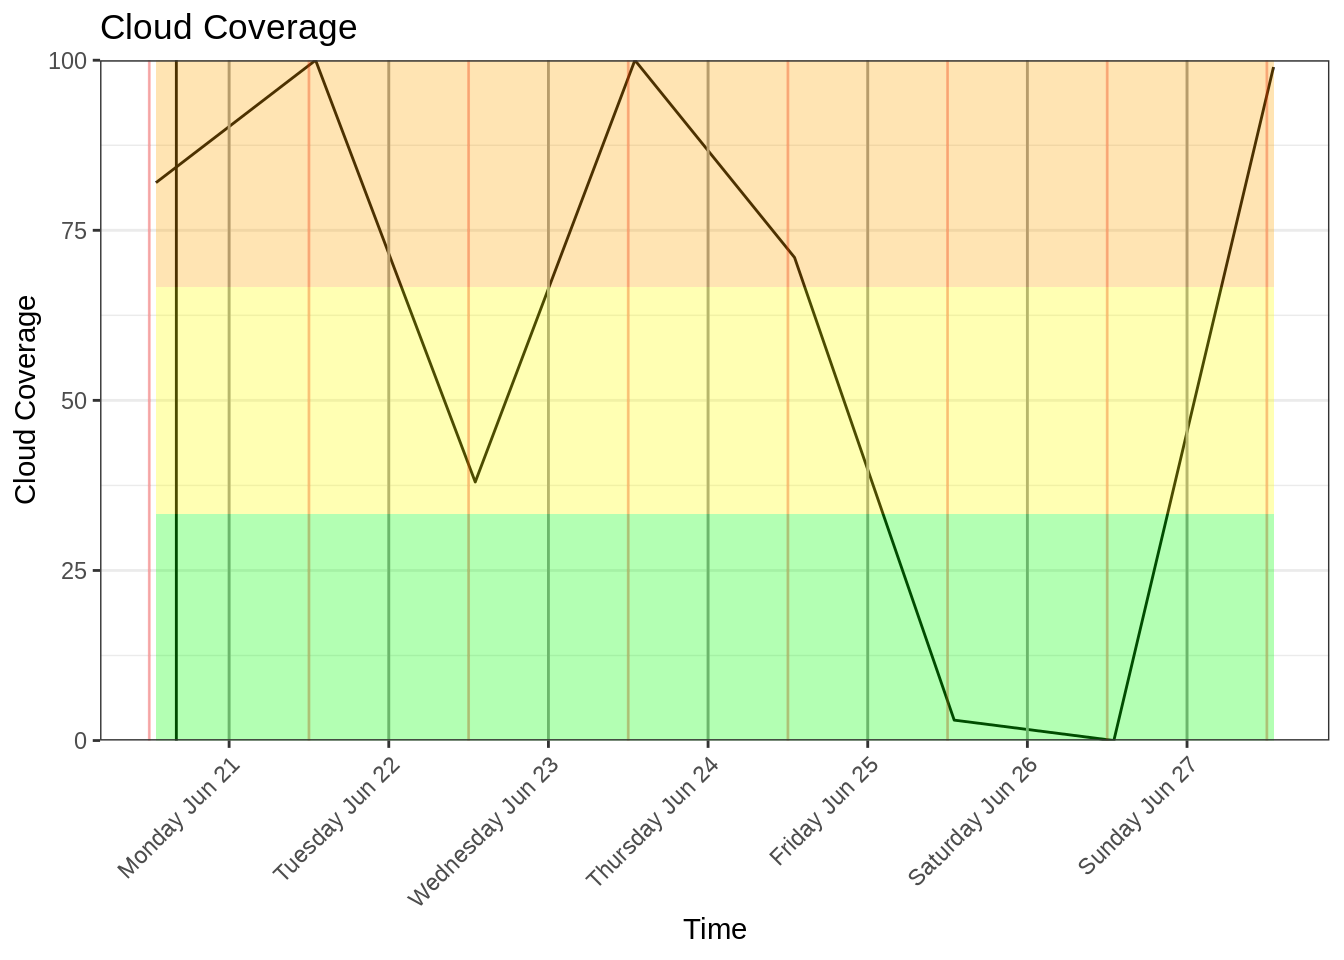 Cloud Coverage
100
75
50
25
0
Cloud Coverage
Monday Jun 21
Tuesday Jun 22
Wednesday Jun 23
Thursday Jun 24
Friday Jun 25
Saturday Jun 26
Sunday Jun 27
Time